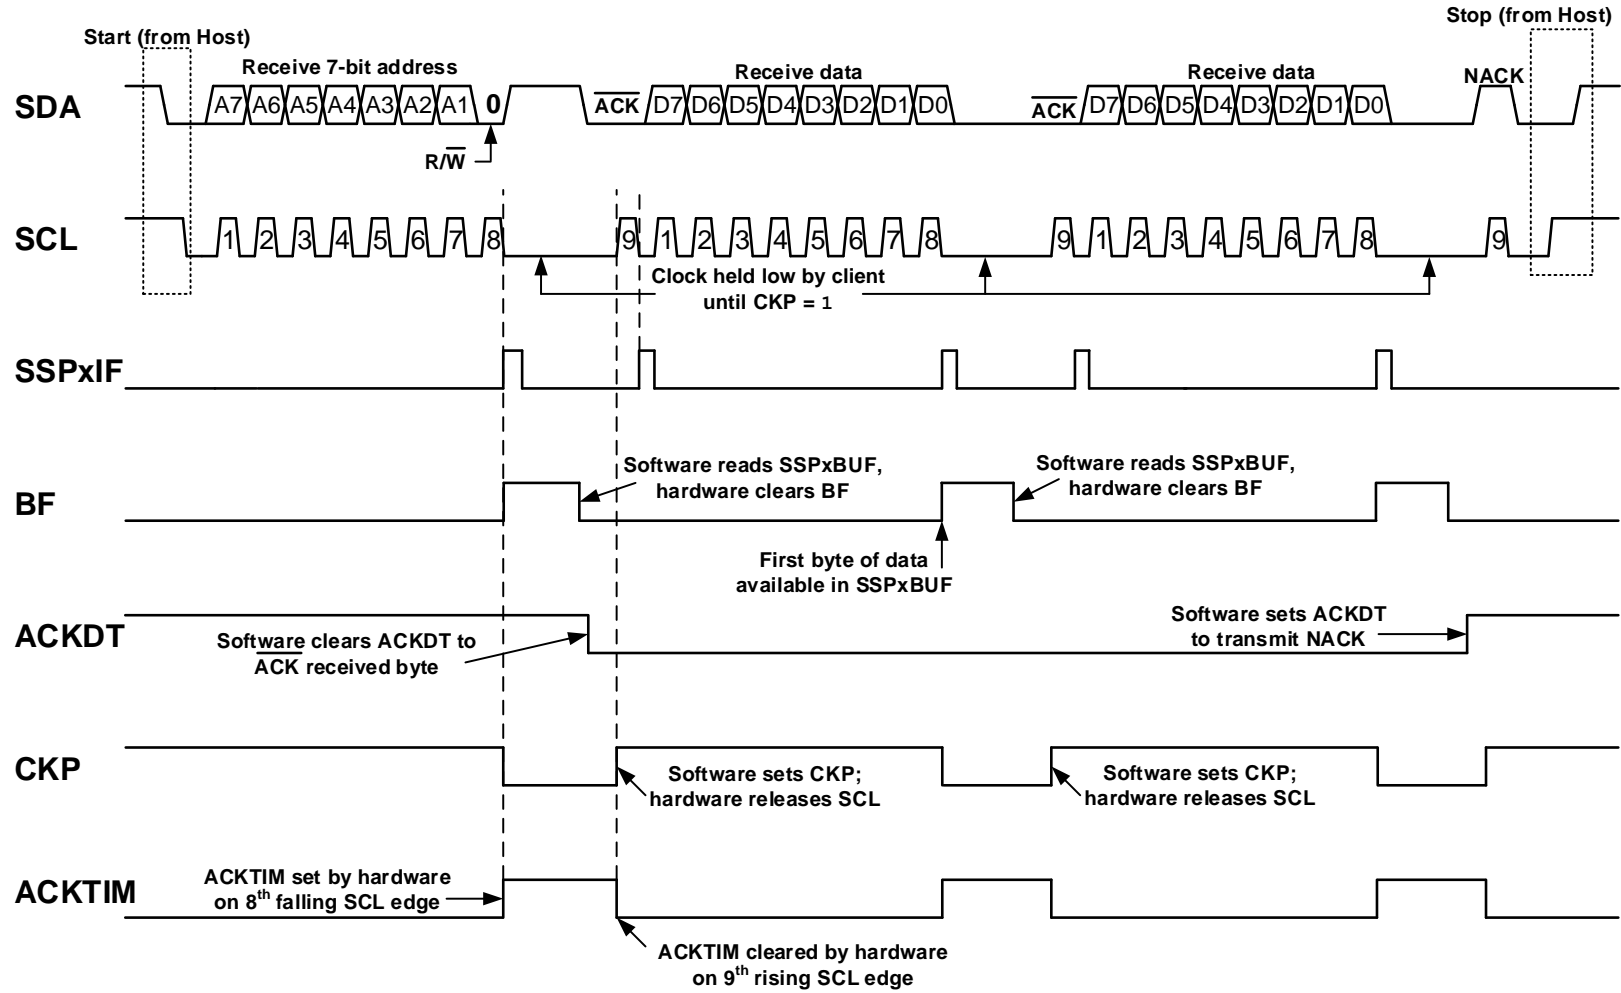 Stop (from Host)
Start (from Host)
Receive 7-bit address
Receive data
Receive data
NACK
SDA
A7 A6 A5 A4 A3 A2 A1 0
ACK
D7 D6 D5 D4 D3 D2 D1 D0
ACK
D7 D6 D5 D4 D3 D2 D1 D0
R/W
SCL
1 2 3 4 5 6 7 8 9 1 2 3 4 5 6 7 8 9 1 2 3 4 5 6 7 8 9
Clock held low by client
until CKP = 1
SSPxIF
BF
Software reads SSPxBUF,
hardware clears BF
Software reads SSPxBUF,
hardware clears BF
First byte of data
available in SSPxBUF
ACKDT
Software clears ACKDT to
ACK received byte
Software sets ACKDT
to transmit NACK
CKP
Software sets CKP;
hardware releases SCL
Software sets CKP;
hardware releases SCL
ACKTIM
ACKTIM set by hardware
on 8th falling SCL edge
ACKTIM cleared by hardware
on 9th rising SCL edge